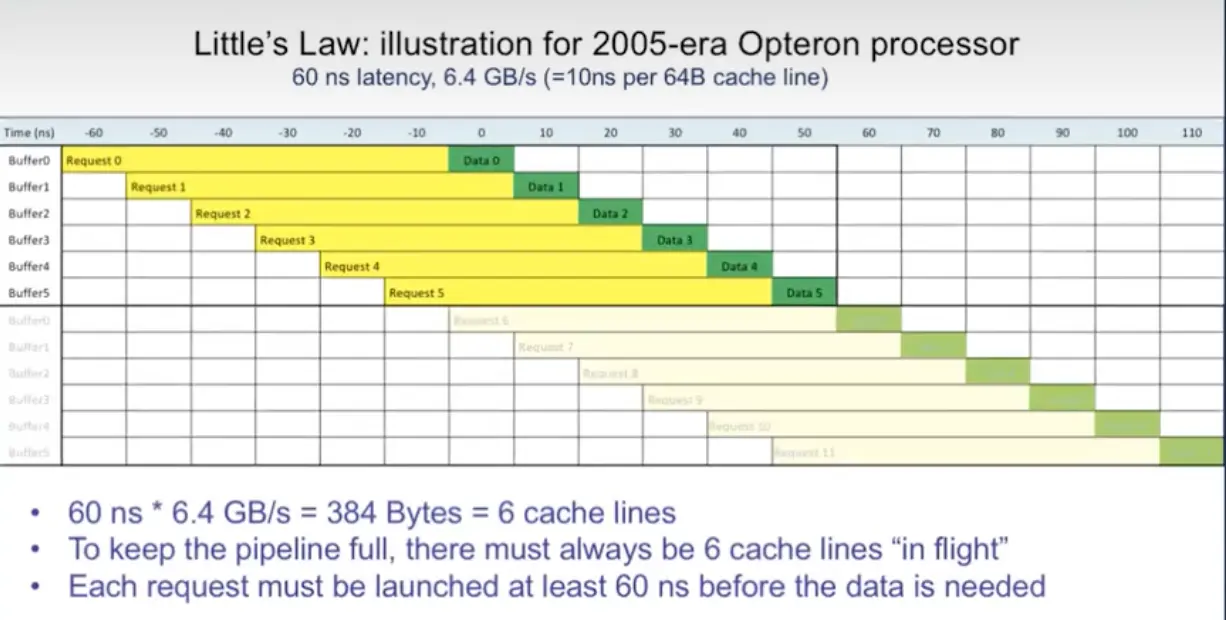 Little's Law: illustration for 2005-era Opteron processor
60 ns latency, 6.4 GB/s (=10ns per 64B cache line)
Time (ns) -60 -50 -40 -30 -20 -10 0 10 20 30 40 50 60 70 80 90 100 110
Buffer0 Request 0 Data 0
Buffer1 Request 1 Data 1
Buffer2 Request 2 Data 2
Buffer3 Request 3 Data 3
Buffer4 Request 4 Data 4
Buffer5 Request 5 Data 5
Buffer0 Request 6
Buffer1 Request 7
Buffer2 Request 8
Buffer3 Request 9
Buffer4 Request 10
Buffer5 Request 11
• 60 ns * 6.4 GB/s = 384 Bytes = 6 cache lines
• To keep the pipeline full, there must always be 6 cache lines "in flight"
• Each request must be launched at least 60 ns before the data is needed